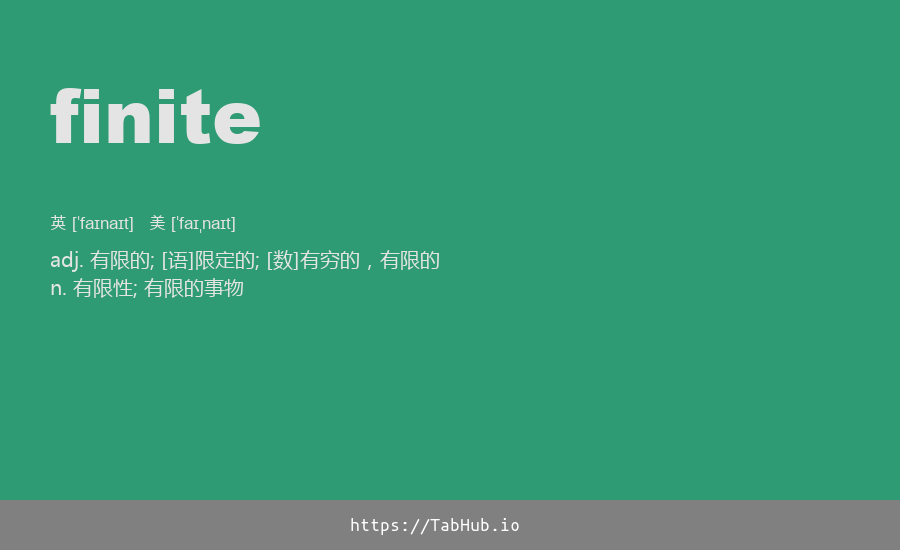 finite
英 [ˈfaɪnaɪt]   美 [ˈfaɪˌnaɪt]
adj. 有限的; [语]限定的; [数]有穷的，有限的
n. 有限性; 有限的事物
https://TabHub.io